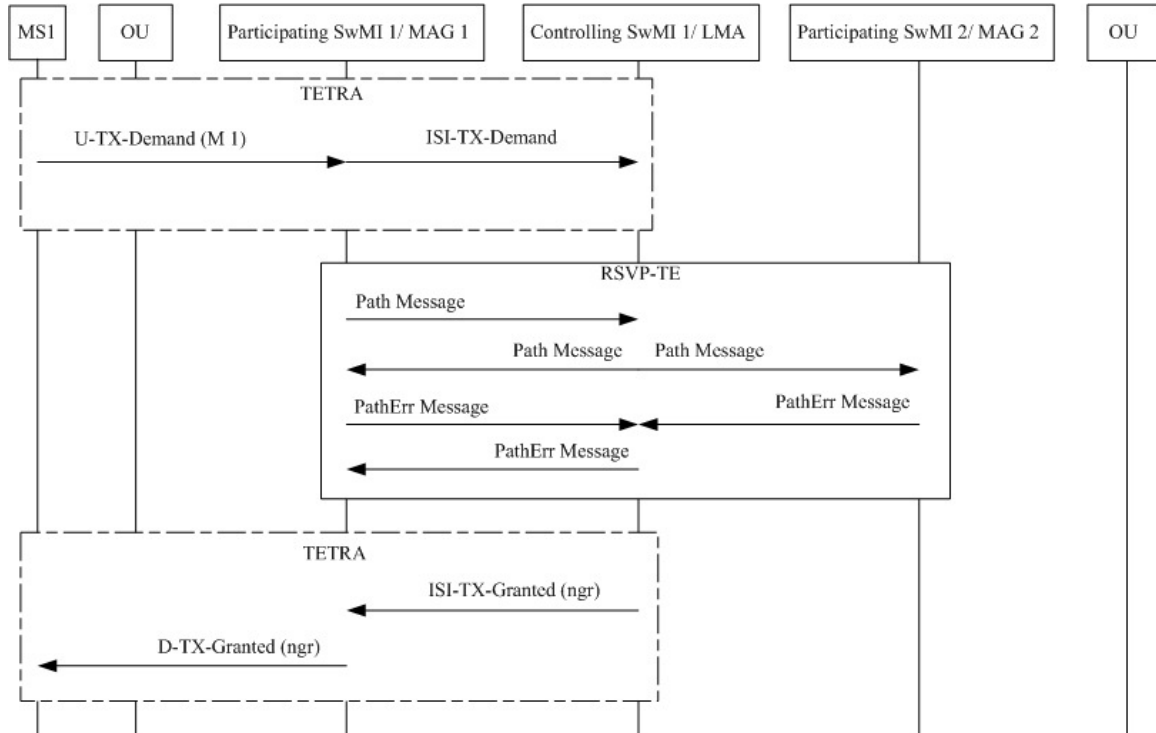 MS1
OU
Participating SwMI 1/ MAG 1
Controlling SwMI 1/ LMA
Participating SwMI 2/ MAG 2
OU
TETRA
U-TX-Demand (M 1)
ISI-TX-Demand
RSVP-TE
Path Message
Path Message
Path Message
PathErr Message
PathErr Message
PathErr Message
TETRA
ISI-TX-Granted (ngr)
D-TX-Granted (ngr)